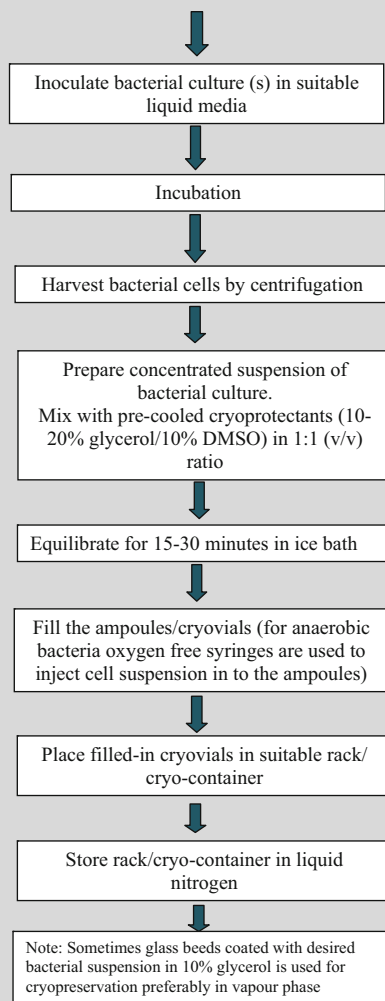 Inoculate bacterial culture (s) in suitable
liquid media
Incubation
Harvest bacterial cells by centrifugation
Prepare concentrated suspension of
bacterial culture.
Mix with pre-cooled cryoprotectants (10-
20% glycerol/10% DMSO) in 1:1 (v/v)
ratio
Equilibrate for 15-30 minutes in ice bath
Fill the ampoules/cryovials (for anaerobic
bacteria oxygen free syringes are used to
inject cell suspension in to the ampoules)
Place filled-in cryovials in suitable rack/
cryo-container
Store rack/cryo-container in liquid
nitrogen
Note: Sometimes glass beeds coated with desired
bacterial suspension in 10% glycerol is used for
cryopreservation preferably in vapour phase